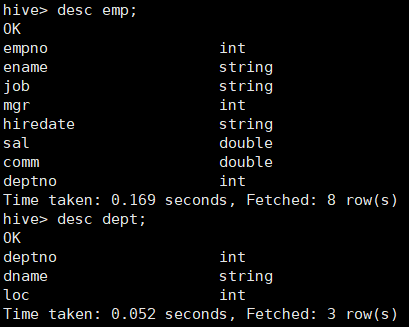 hive> desc emp;
OK
empno                   int
ename                   string
job                     string
mgr                     int
hiredate                string
sal                     double
comm                    double
deptno                  int
Time taken: 0.169 seconds, Fetched: 8 row(s)
hive> desc dept;
OK
deptno                  int
dname                   string
loc                     int
Time taken: 0.052 seconds, Fetched: 3 row(s)